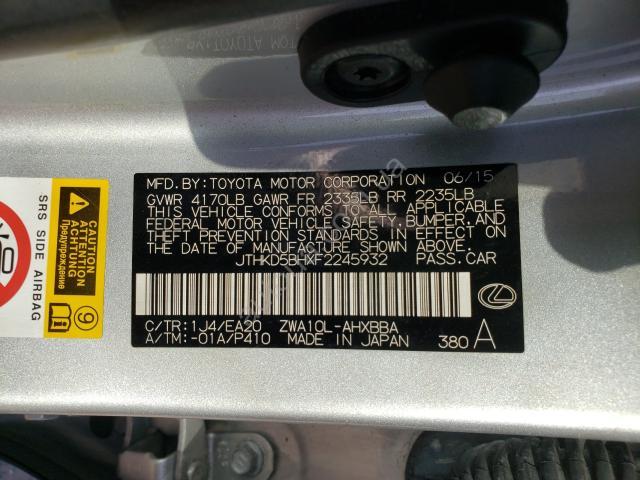 MFD.BY:TOYOTA MOTOR CORPORATION 06/15
GVWR 4170LB GAWR FR 2335LB RR 2235LB
THIS VEHICLE CONFORMS TO ALL APPLICABLE
FEDERAL MOTOR VEHICLE SAFETY, BUMPER, AND
THEFT PREVENTION STANDARDS IN EFFECT ON
THE DATE OF MANUFACTURE SHOWN ABOVE.
JTHKD5BHXF2245932 PASS.CAR
C/TR:1J4/EA20 ZWA10L-AHXBBA
A/TM:-01A/P410 MADE IN JAPAN 380 A
SRS SIDE AIRBAG
CAUTION
ATTENTION
Предупреждение
9